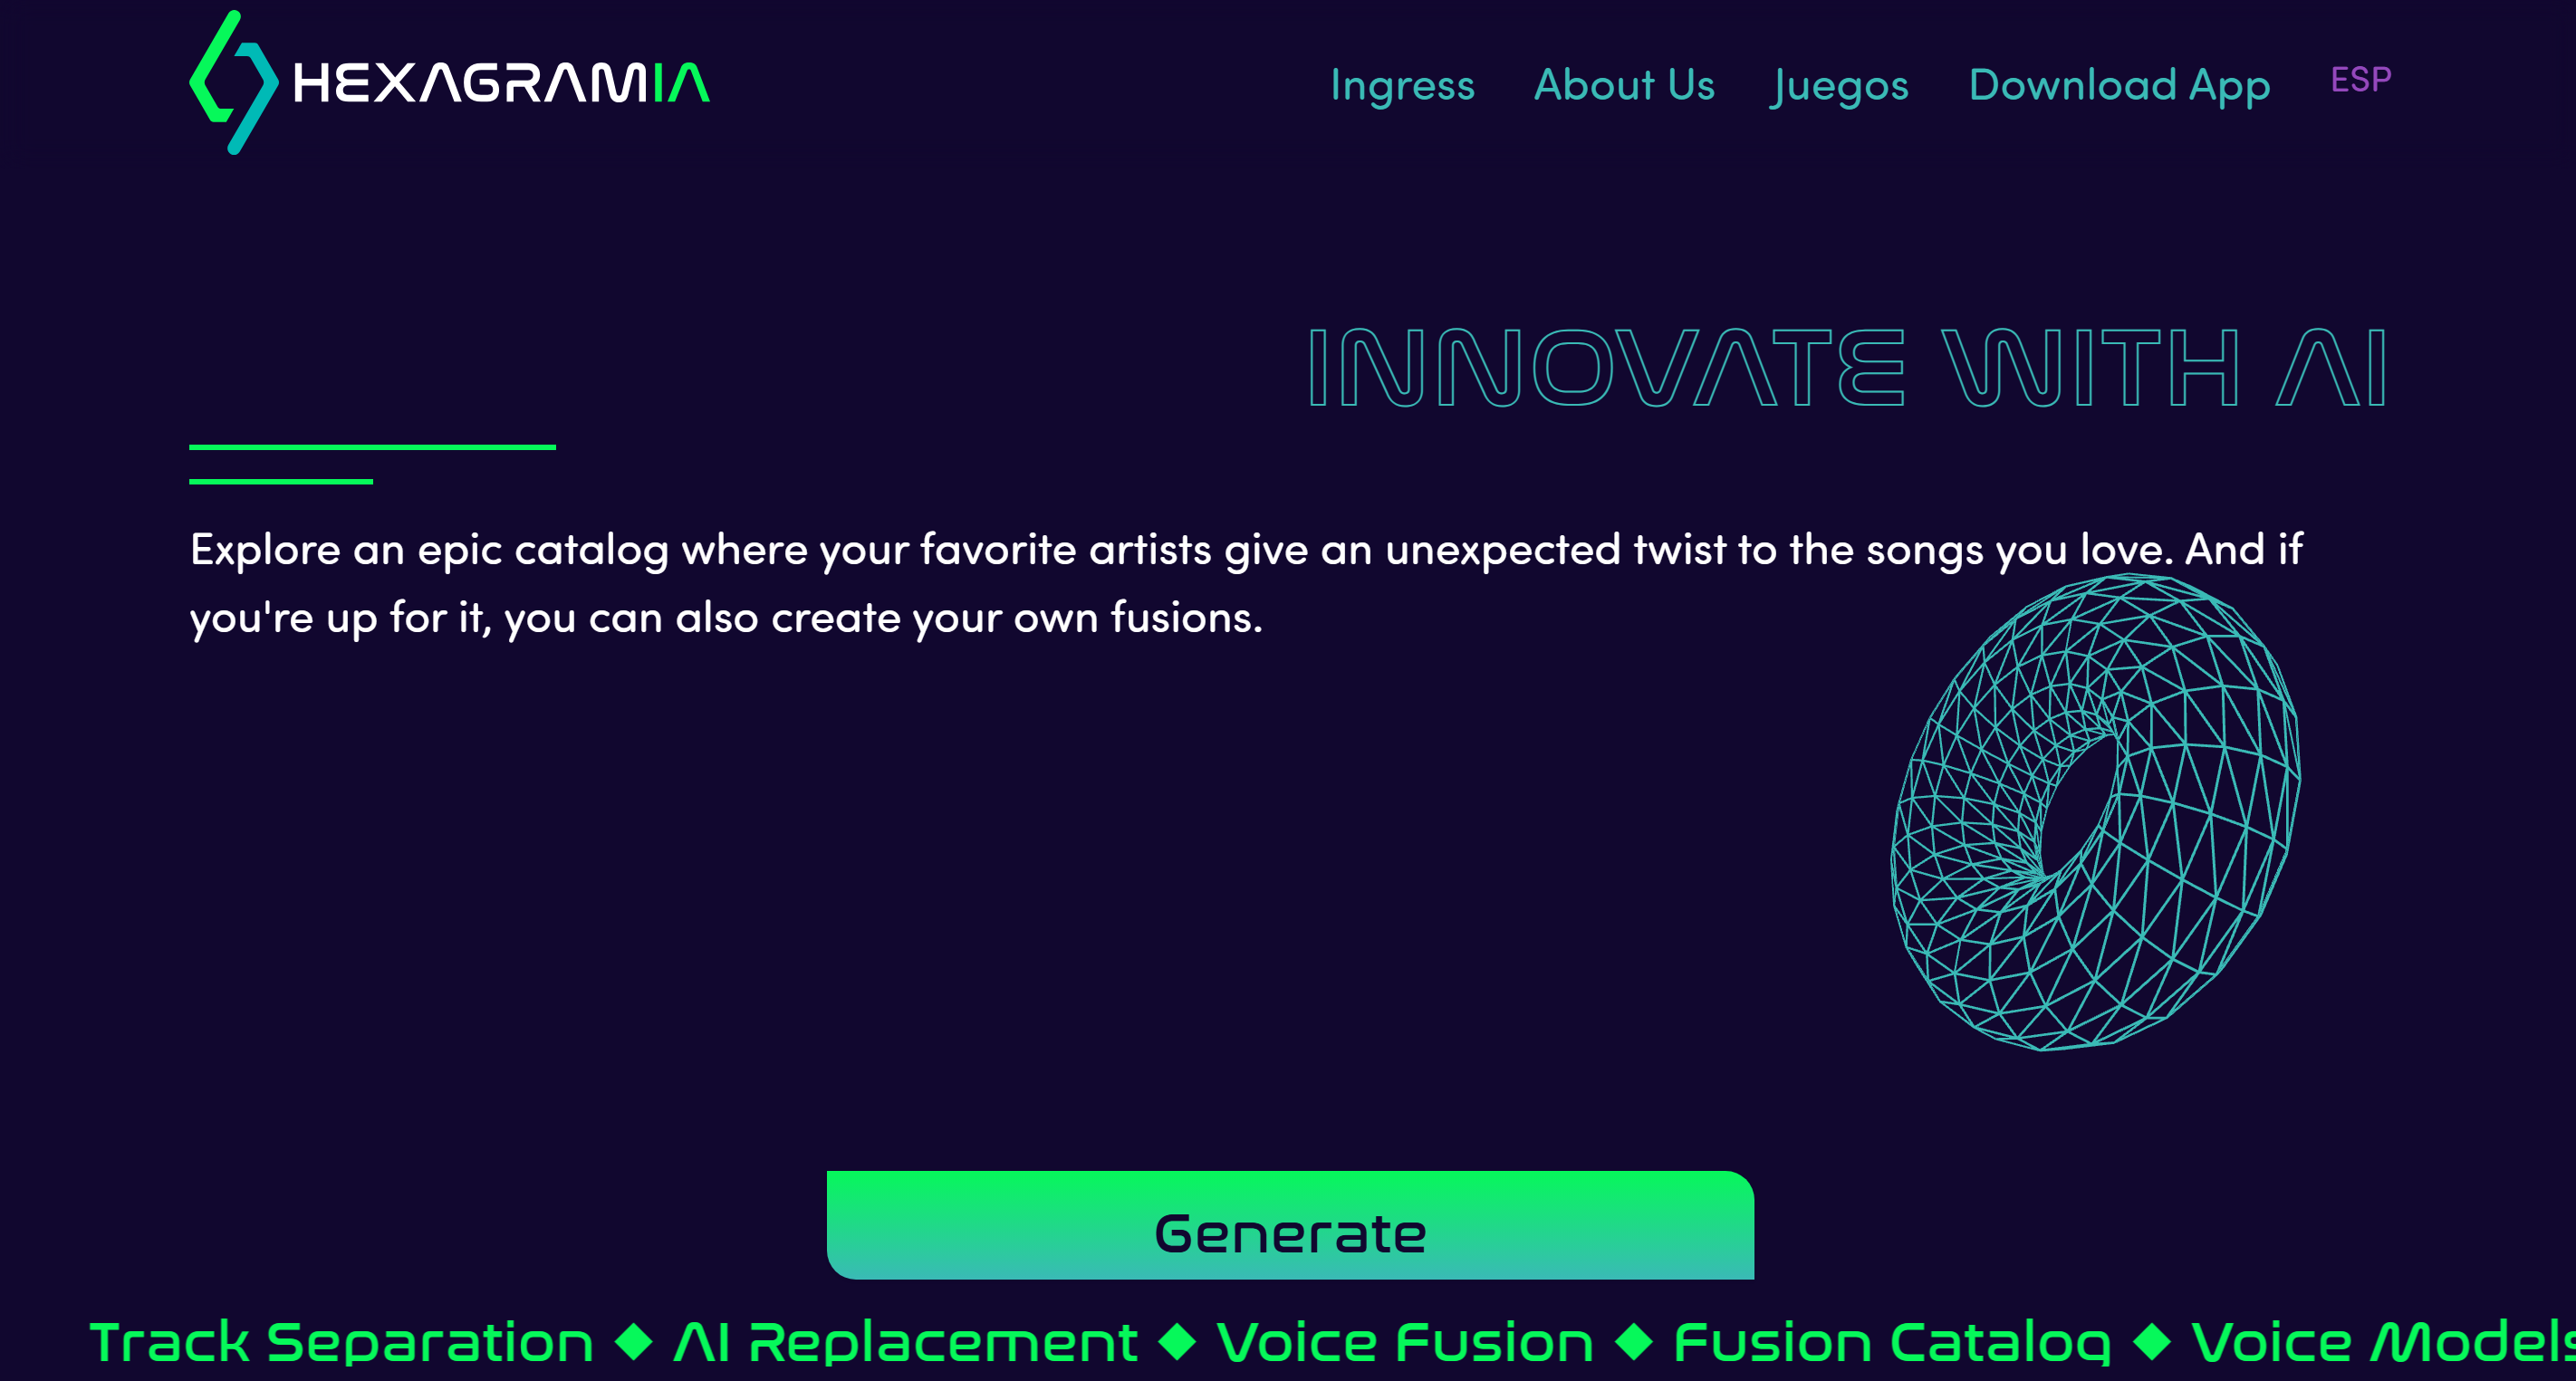 HEXAGRAMIA
Ingress About Us Juegos Download App ESP
INNOVATE WITH AI
Explore an epic catalog where your favorite artists give an unexpected twist to the songs you love. And if
you're up for it, you can also create your own fusions.
Generate
Track Separation ◆ AI Replacement ◆ Voice Fusion ◆ Fusion Catalog ◆ Voice Models